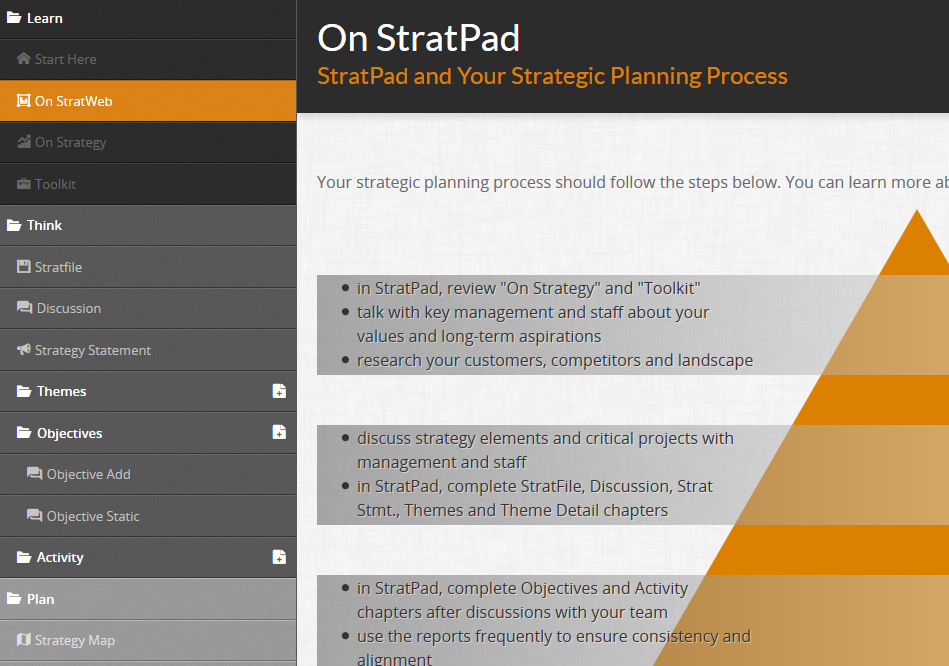 Learn
Start Here
On StratWeb
On Strategy
Toolkit
Think
Stratfile
Discussion
Strategy Statement
Themes
Objectives
Objective Add
Objective Static
Activity
Plan
Strategy Map
On StratPad
StratPad and Your Strategic Planning Process
Your strategic planning process should follow the steps below. You can learn more
in StratPad, review "On Strategy" and "Toolkit"
talk with key management and staff about your
values and long-term aspirations
research your customers, competitors and landscape
discuss strategy elements and critical projects with
management and staff
in StratPad, complete StratFile, Discussion, Strat
Stmt., Themes and Theme Detail chapters
in StratPad, complete Objectives and Activity
chapters after discussions with your team
use the reports frequently to ensure consistency and
alignment